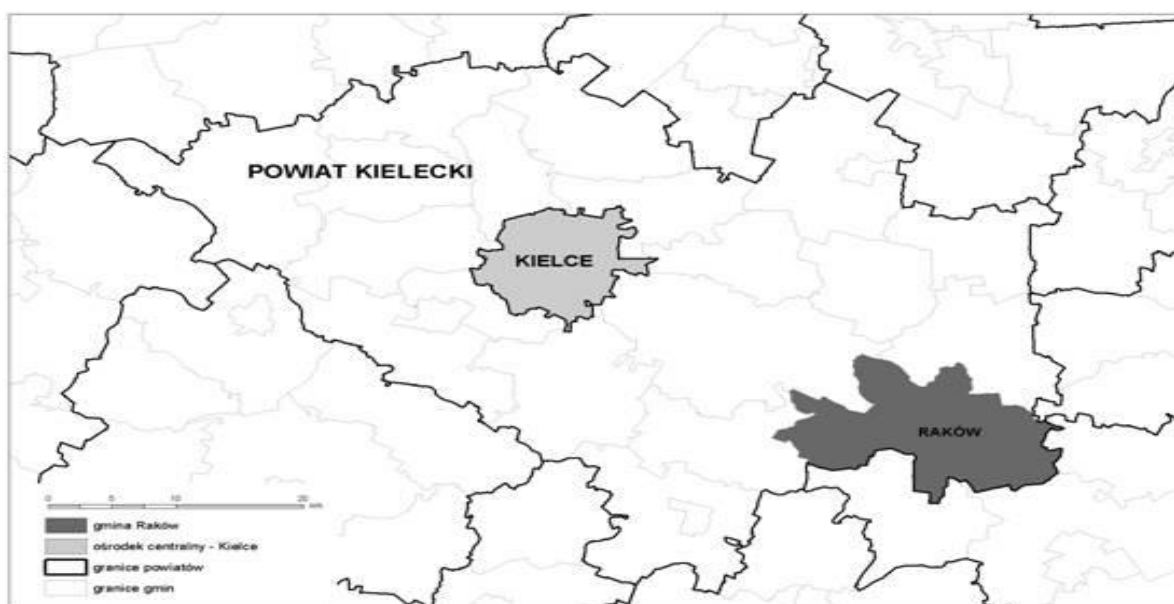 POWIAT KIELECKI
KIELCE
RAKÓW
0 5 10 20
km
gmina Raków
ośrodek centralny - Kielce
granice powiatów
granice gmin